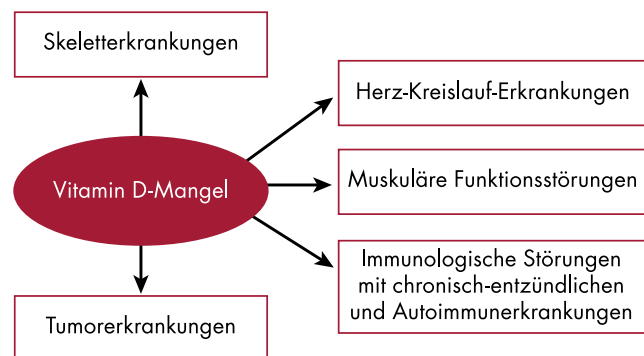 Skeletterkrankungen
Herz-Kreislauf-Erkrankungen
Vitamin D-Mangel
Muskuläre Funktionsstörungen
Immunologische Störungen
mit chronisch-entzündlichen
und Autoimmunerkrankungen
Tumorerkrankungen